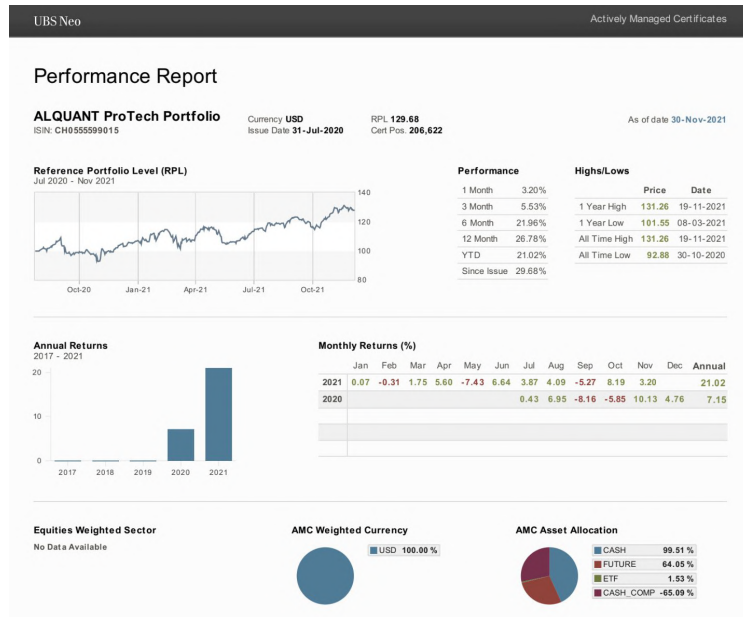 UBS Neo
Actively Managed Certificates
Performance Report
ALQUANT ProTech Portfolio
ISIN: CH0555599015
Currency USD
Issue Date 31-Jul-2020
RPL 129.68
Cert Pos. 206,622
As of date 30-Nov-2021
Reference Portfolio Level (RPL)
Jul 2020 - Nov 2021
140
120
100
80
Oct-20 Jan-21 Apr-21 Jul-21 Oct-21
Performance
1 Month 3.20%
3 Month 5.53%
6 Month 21.96%
12 Month 26.78%
YTD 21.02%
Since Issue 29.68%
Highs/Lows
Price Date
1 Year High 131.26 19-11-2021
1 Year Low 101.55 08-03-2021
All Time High 131.26 19-11-2021
All Time Low 92.88 30-10-2020
Annual Returns
2017 - 2021
20
10
0
2017 2018 2019 2020 2021
Monthly Returns (%)
Jan Feb Mar Apr May Jun Jul Aug Sep Oct Nov Dec Annual
2021 0.07 -0.31 1.75 5.60 -7.43 6.64 3.87 4.09 -5.27 8.19 3.20 21.02
2020 0.43 6.95 -8.16 -5.85 10.13 4.76 7.15
Equities Weighted Sector
No Data Available
AMC Weighted Currency
USD 100.00 %
AMC Asset Allocation
CASH 99.51 %
FUTURE 64.05 %
ETF 1.53 %
CASH_COMP -65.09 %